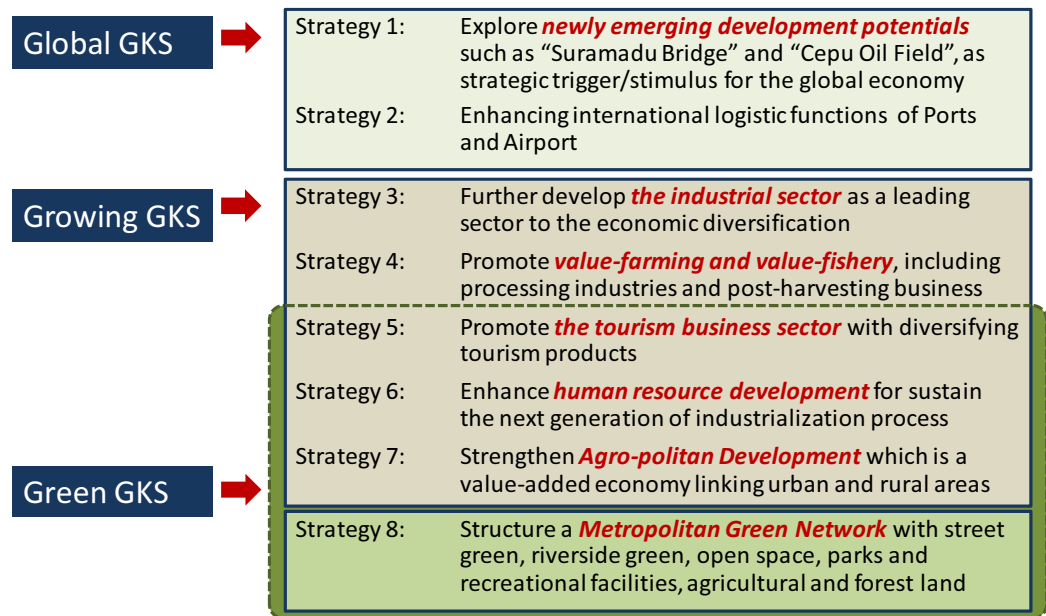 Global GKS
Strategy 1: Explore newly emerging development potentials
such as “Suramadu Bridge” and “Cepu Oil Field”, as
strategic trigger/stimulus for the global economy
Strategy 2: Enhancing international logistic functions of Ports
and Airport
Growing GKS
Strategy 3: Further develop the industrial sector as a leading
sector to the economic diversification
Strategy 4: Promote value-farming and value-fishery, including
processing industries and post-harvesting business
Strategy 5: Promote the tourism business sector with diversifying
tourism products
Strategy 6: Enhance human resource development for sustain
the next generation of industrialization process
Green GKS
Strategy 7: Strengthen Agro-politan Development which is a
value-added economy linking urban and rural areas
Strategy 8: Structure a Metropolitan Green Network with street
green, riverside green, open space, parks and
recreational facilities, agricultural and forest land